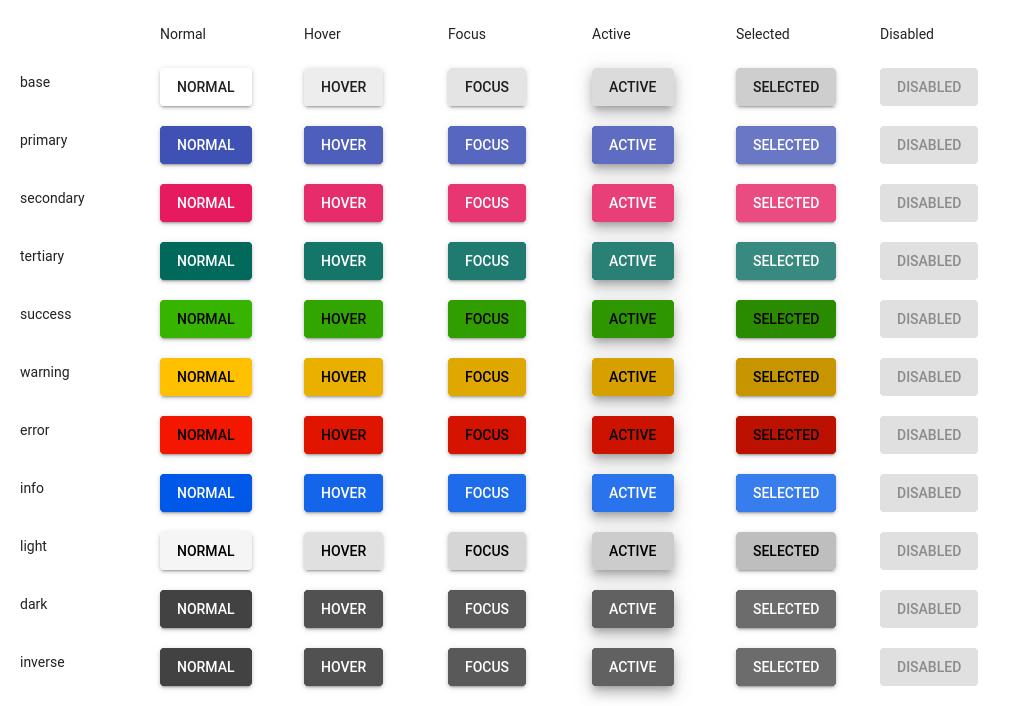 Normal Hover Focus Active Selected Disabled
base NORMAL HOVER FOCUS ACTIVE SELECTED DISABLED
primary NORMAL HOVER FOCUS ACTIVE SELECTED DISABLED
secondary NORMAL HOVER FOCUS ACTIVE SELECTED DISABLED
tertiary NORMAL HOVER FOCUS ACTIVE SELECTED DISABLED
success NORMAL HOVER FOCUS ACTIVE SELECTED DISABLED
warning NORMAL HOVER FOCUS ACTIVE SELECTED DISABLED
error NORMAL HOVER FOCUS ACTIVE SELECTED DISABLED
info NORMAL HOVER FOCUS ACTIVE SELECTED DISABLED
light NORMAL HOVER FOCUS ACTIVE SELECTED DISABLED
dark NORMAL HOVER FOCUS ACTIVE SELECTED DISABLED
inverse NORMAL HOVER FOCUS ACTIVE SELECTED DISABLED